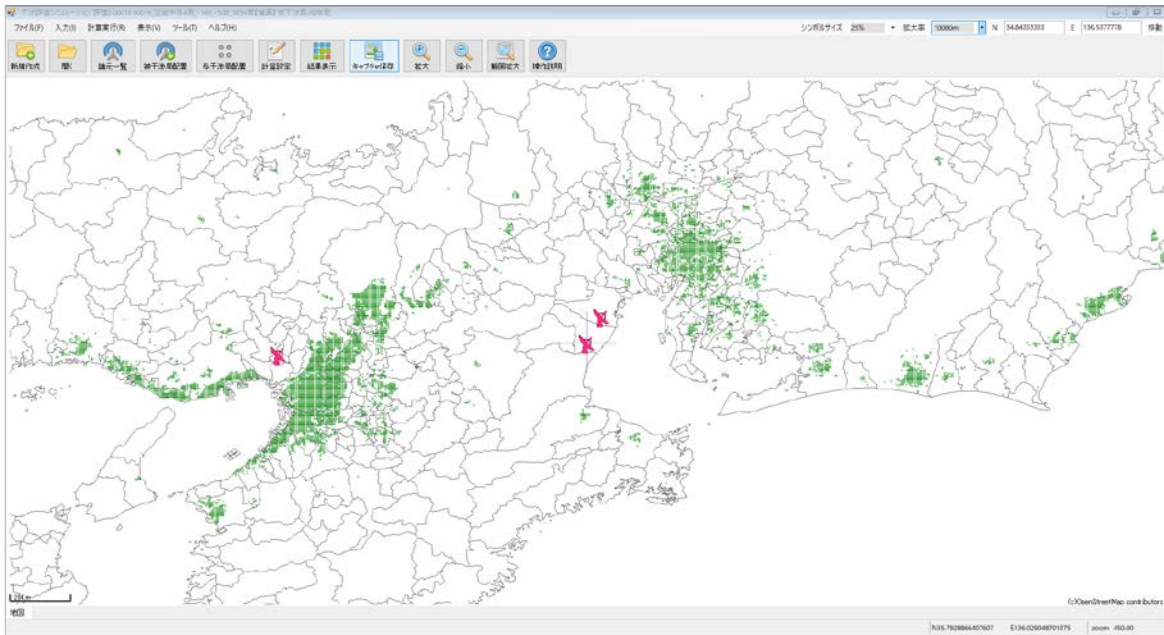 ファイル(F) 入力(I) 計算実行(R) 表示(V) ツール(T) ヘルプ(H)
シンボルサイズ 25% 拡大率 10000m N 34.84333333 E 136.5377778 移動
新規作成 開く 諸元一覧 被干渉局配置 与干渉局配置 計算設定 結果表示 キャプチャ保存 拡大 縮小 範囲拡大 操作説明
(c)OpenStreetMap contributors
地図
N35.7928866407607 E136.028048701375 zoom :450.00